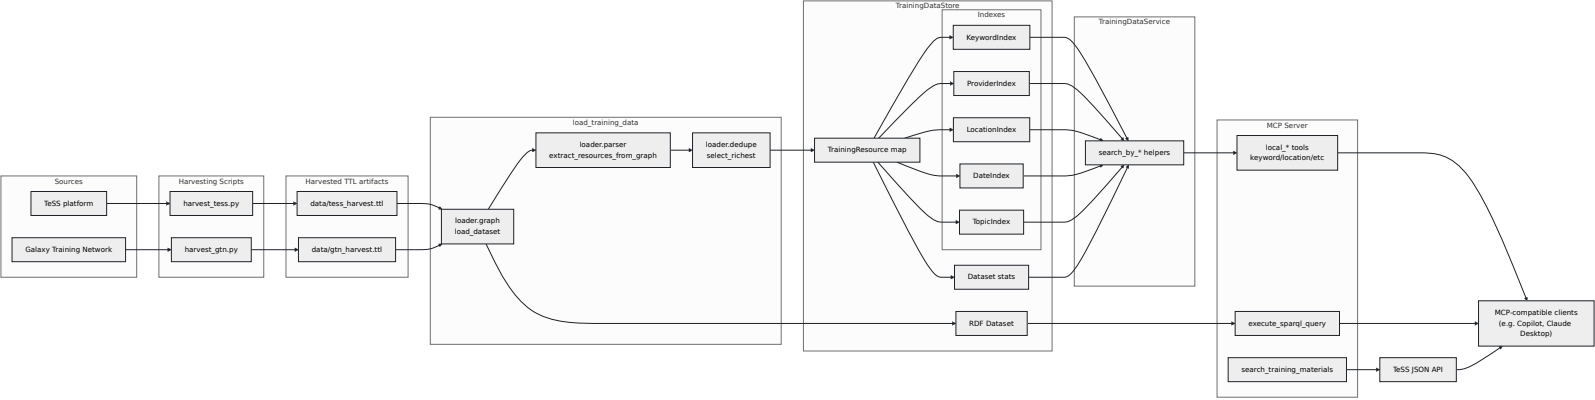 Sources
TeSS platform
Galaxy Training Network
Harvesting Scripts
harvest_tess.py
harvest_gtn.py
Harvested TTL artifacts
data/tess_harvest.ttl
data/gtn_harvest.ttl
load_training_data
loader.graph
load_dataset
loader.parser
extract_resources_from_graph
loader.dedupe
select_richest
TrainingDataStore
TrainingResource map
Indexes
KeywordIndex
ProviderIndex
LocationIndex
DateIndex
TopicIndex
Dataset stats
RDF Dataset
TrainingDataService
search_by_* helpers
MCP Server
local_* tools
keyword/location/etc
execute_sparql_query
search_training_materials
TeSS JSON API
MCP-compatible clients
(e.g. Copilot, Claude
Desktop)